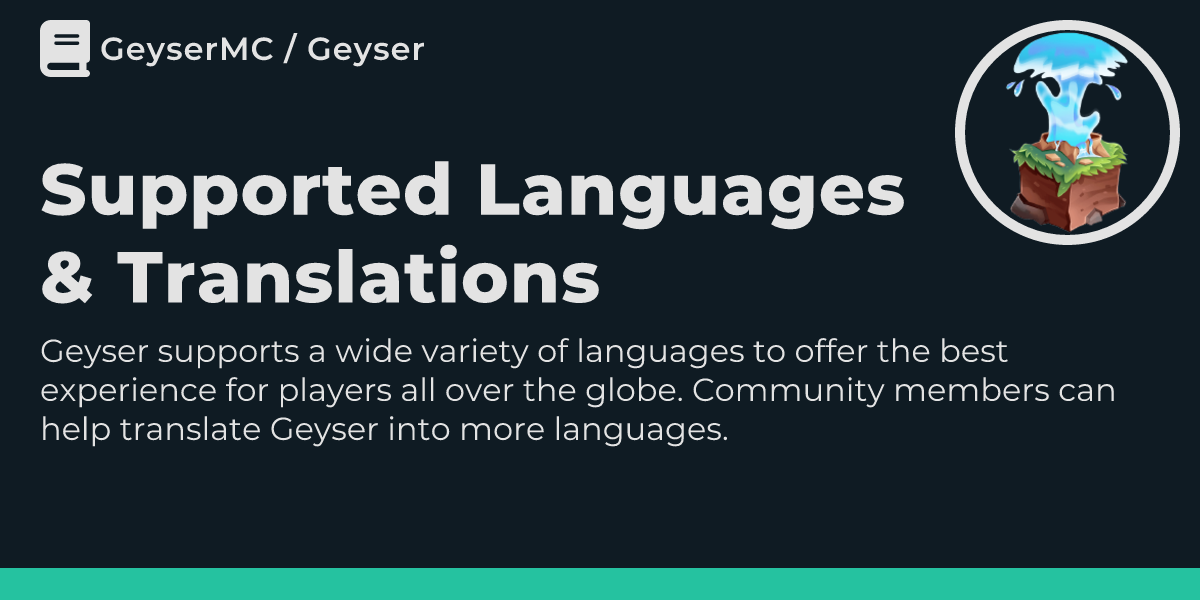 GeyserMC / Geyser
Supported Languages
& Translations
Geyser supports a wide variety of languages to offer the best
experience for players all over the globe. Community members can
help translate Geyser into more languages.